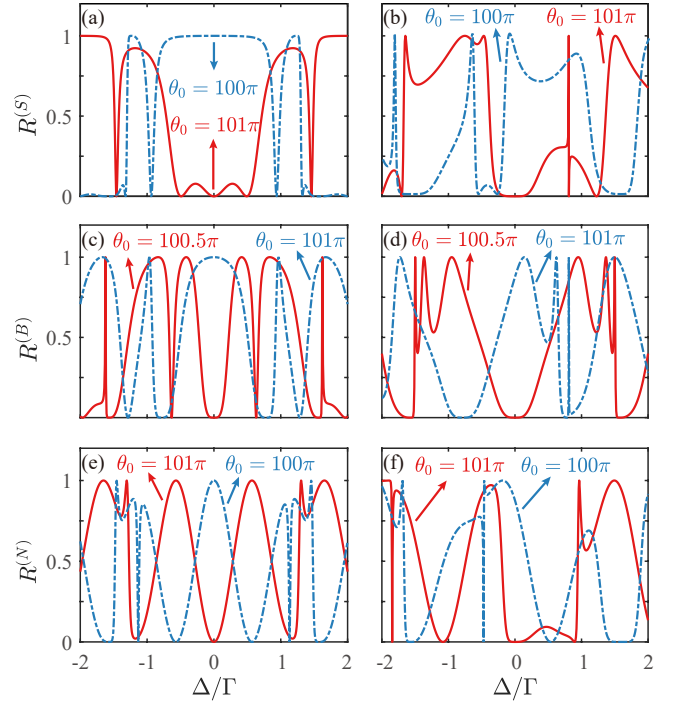 (a) (b)
θ₀ = 100π θ₀ = 101π
1 0.5 0
R⁽ˢ⁾
θ₀ = 100π
θ₀ = 101π
(c) θ₀ = 100.5π θ₀ = 101π (d) θ₀ = 100.5π θ₀ = 101π
1 0.5
R⁽ᴮ⁾
(e) θ₀ = 101π θ₀ = 100π (f) θ₀ = 101π θ₀ = 100π
1 0.5 0
R⁽ᴺ⁾
-2 -1 0 1 2 -2 -1 0 1 2
Δ/Γ Δ/Γ